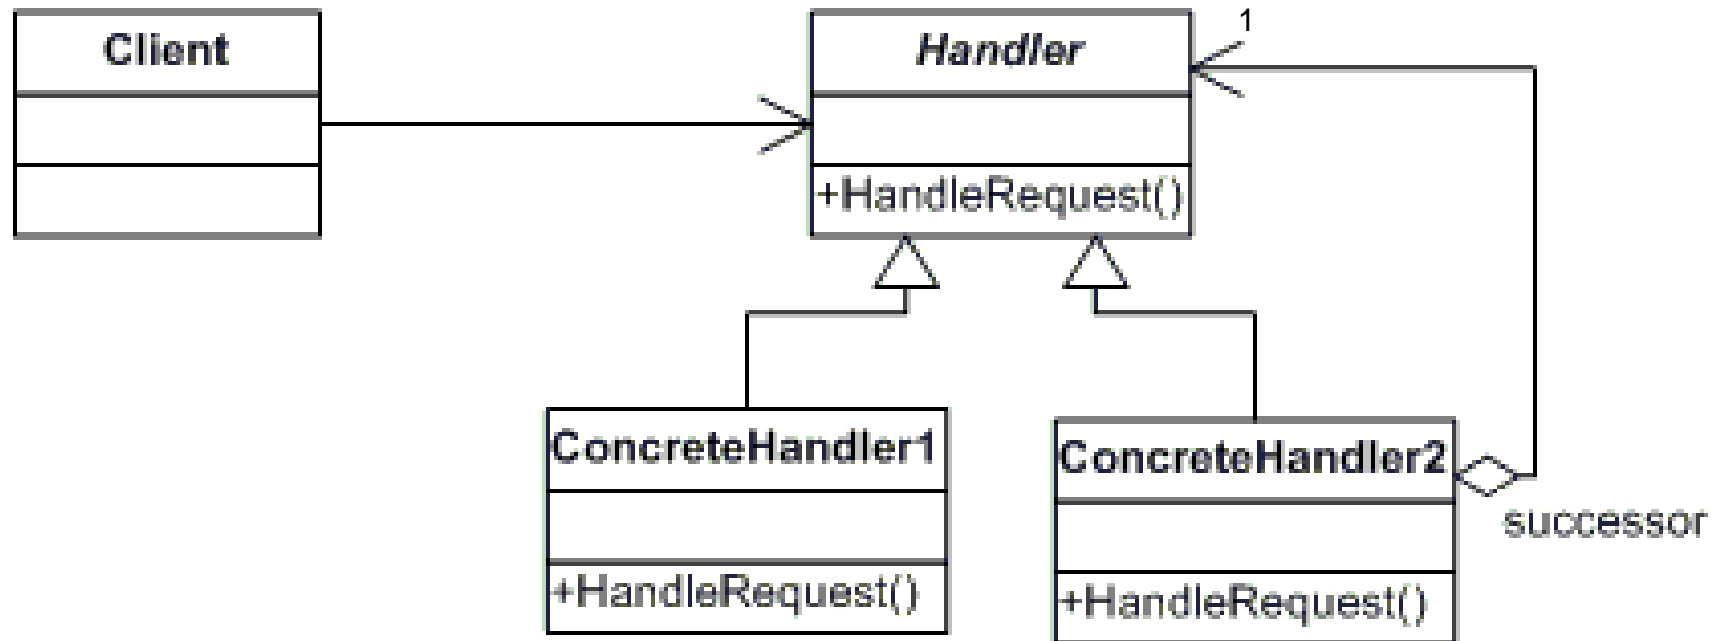 Client
Handler
1
+HandleRequest()
ConcreteHandler1
+HandleRequest()
ConcreteHandler2
successor
+HandleRequest()